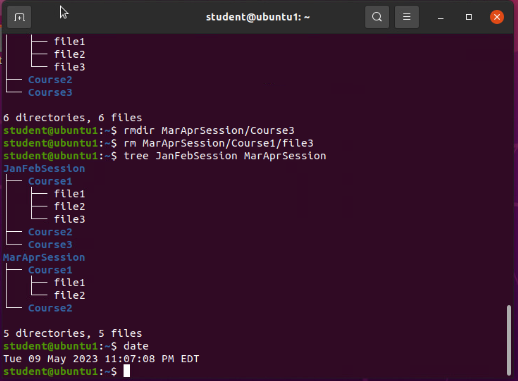 student@ubuntu1: ~
│   ├── file1
│   ├── file2
│   └── file3
├── Course2
└── Course3
6 directories, 6 files
student@ubuntu1:~$ rmdir MarAprSession/Course3
student@ubuntu1:~$ rm MarAprSession/Course1/file3
student@ubuntu1:~$ tree JanFebSession MarAprSession
JanFebSession
├── Course1
│   ├── file1
│   ├── file2
│   └── file3
├── Course2
└── Course3
MarAprSession
├── Course1
│   ├── file1
│   └── file2
└── Course2
5 directories, 5 files
student@ubuntu1:~$ date
Tue 09 May 2023 11:07:08 PM EDT
student@ubuntu1:~$